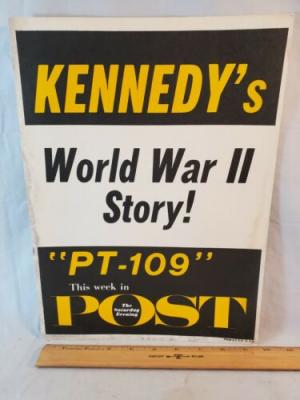 KENNEDY's
World War II
Story!
"PT-109"
This week in
POST
The
Saturday
Evening